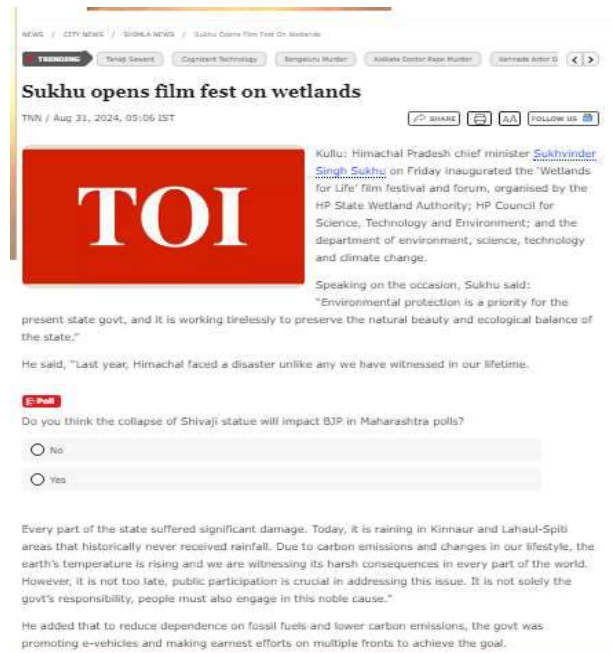 NEWS / CITY NEWS / SHIMLA NEWS / Sukhu Opens Film Fest On Wetlands
TRENDING Tanaji Sawant Cognizant Technology Bengaluru Murder Kolkata Doctor Rape Murder Kannada Actor D
Sukhu opens film fest on wetlands
TNN / Aug 31, 2024, 05:06 IST
SHARE AA FOLLOW US
TOI
Kullu: Himachal Pradesh chief minister Sukhvinder
Singh Sukhu on Friday inaugurated the 'Wetlands
for Life' film festival and forum, organised by the
HP State Wetland Authority; HP Council for
Science, Technology and Environment; and the
department of environment, science, technology
and climate change.
Speaking on the occasion, Sukhu said:
"Environmental protection is a priority for the
present state govt, and it is working tirelessly to preserve the natural beauty and ecological balance of
the state."
He said, "Last year, Himachal faced a disaster unlike any we have witnessed in our lifetime.
Poll
Do you think the collapse of Shivaji statue will impact BJP in Maharashtra polls?
No
Yes
Every part of the state suffered significant damage. Today, it is raining in Kinnaur and Lahaul-Spiti
areas that historically never received rainfall. Due to carbon emissions and changes in our lifestyle, the
earth's temperature is rising and we are witnessing its harsh consequences in every part of the world.
However, it is not too late, public participation is crucial in addressing this issue. It is not solely the
govt's responsibility, people must also engage in this noble cause."
He added that to reduce dependence on fossil fuels and lower carbon emissions, the govt was
promoting e-vehicles and making earnest efforts on multiple fronts to achieve the goal.